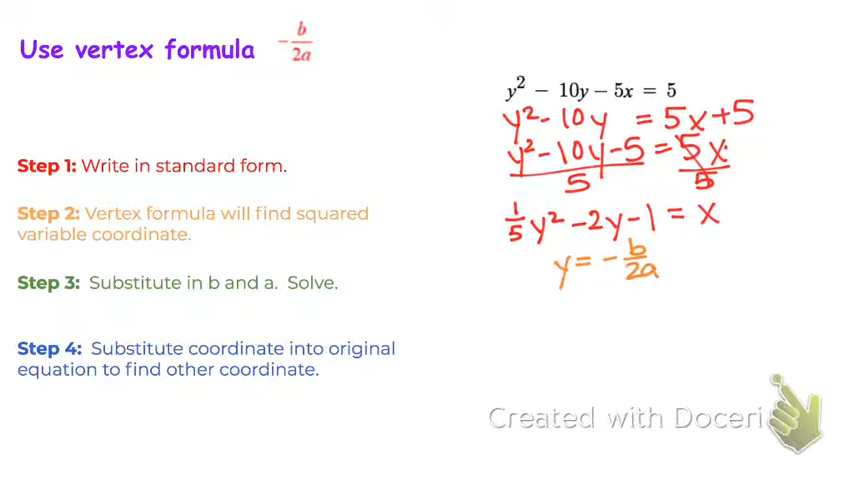 Use vertex formula -b/2a
Step 1: Write in standard form.
Step 2: Vertex formula will find squared
variable coordinate.
Step 3: Substitute in b and a. Solve.
Step 4: Substitute coordinate into original
equation to find other coordinate.
y² - 10y - 5x = 5
y² - 10y = 5x + 5
y² - 10y - 5 = 5x
5 5
1/5 y² - 2y - 1 = x
y = - b/2a
Created with Doceri